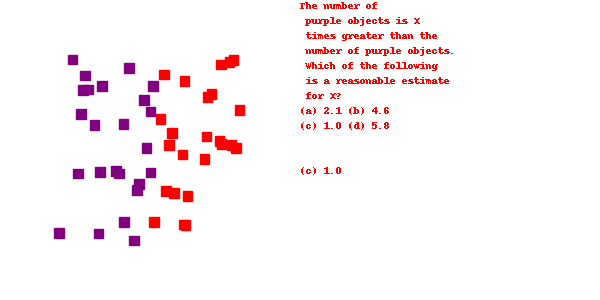 The number of
purple objects is X
times greater than the
number of purple objects.
Which of the following
is a reasonable estimate
for X?
(a) 2.1 (b) 4.6
(c) 1.0 (d) 5.8
(c) 1.0